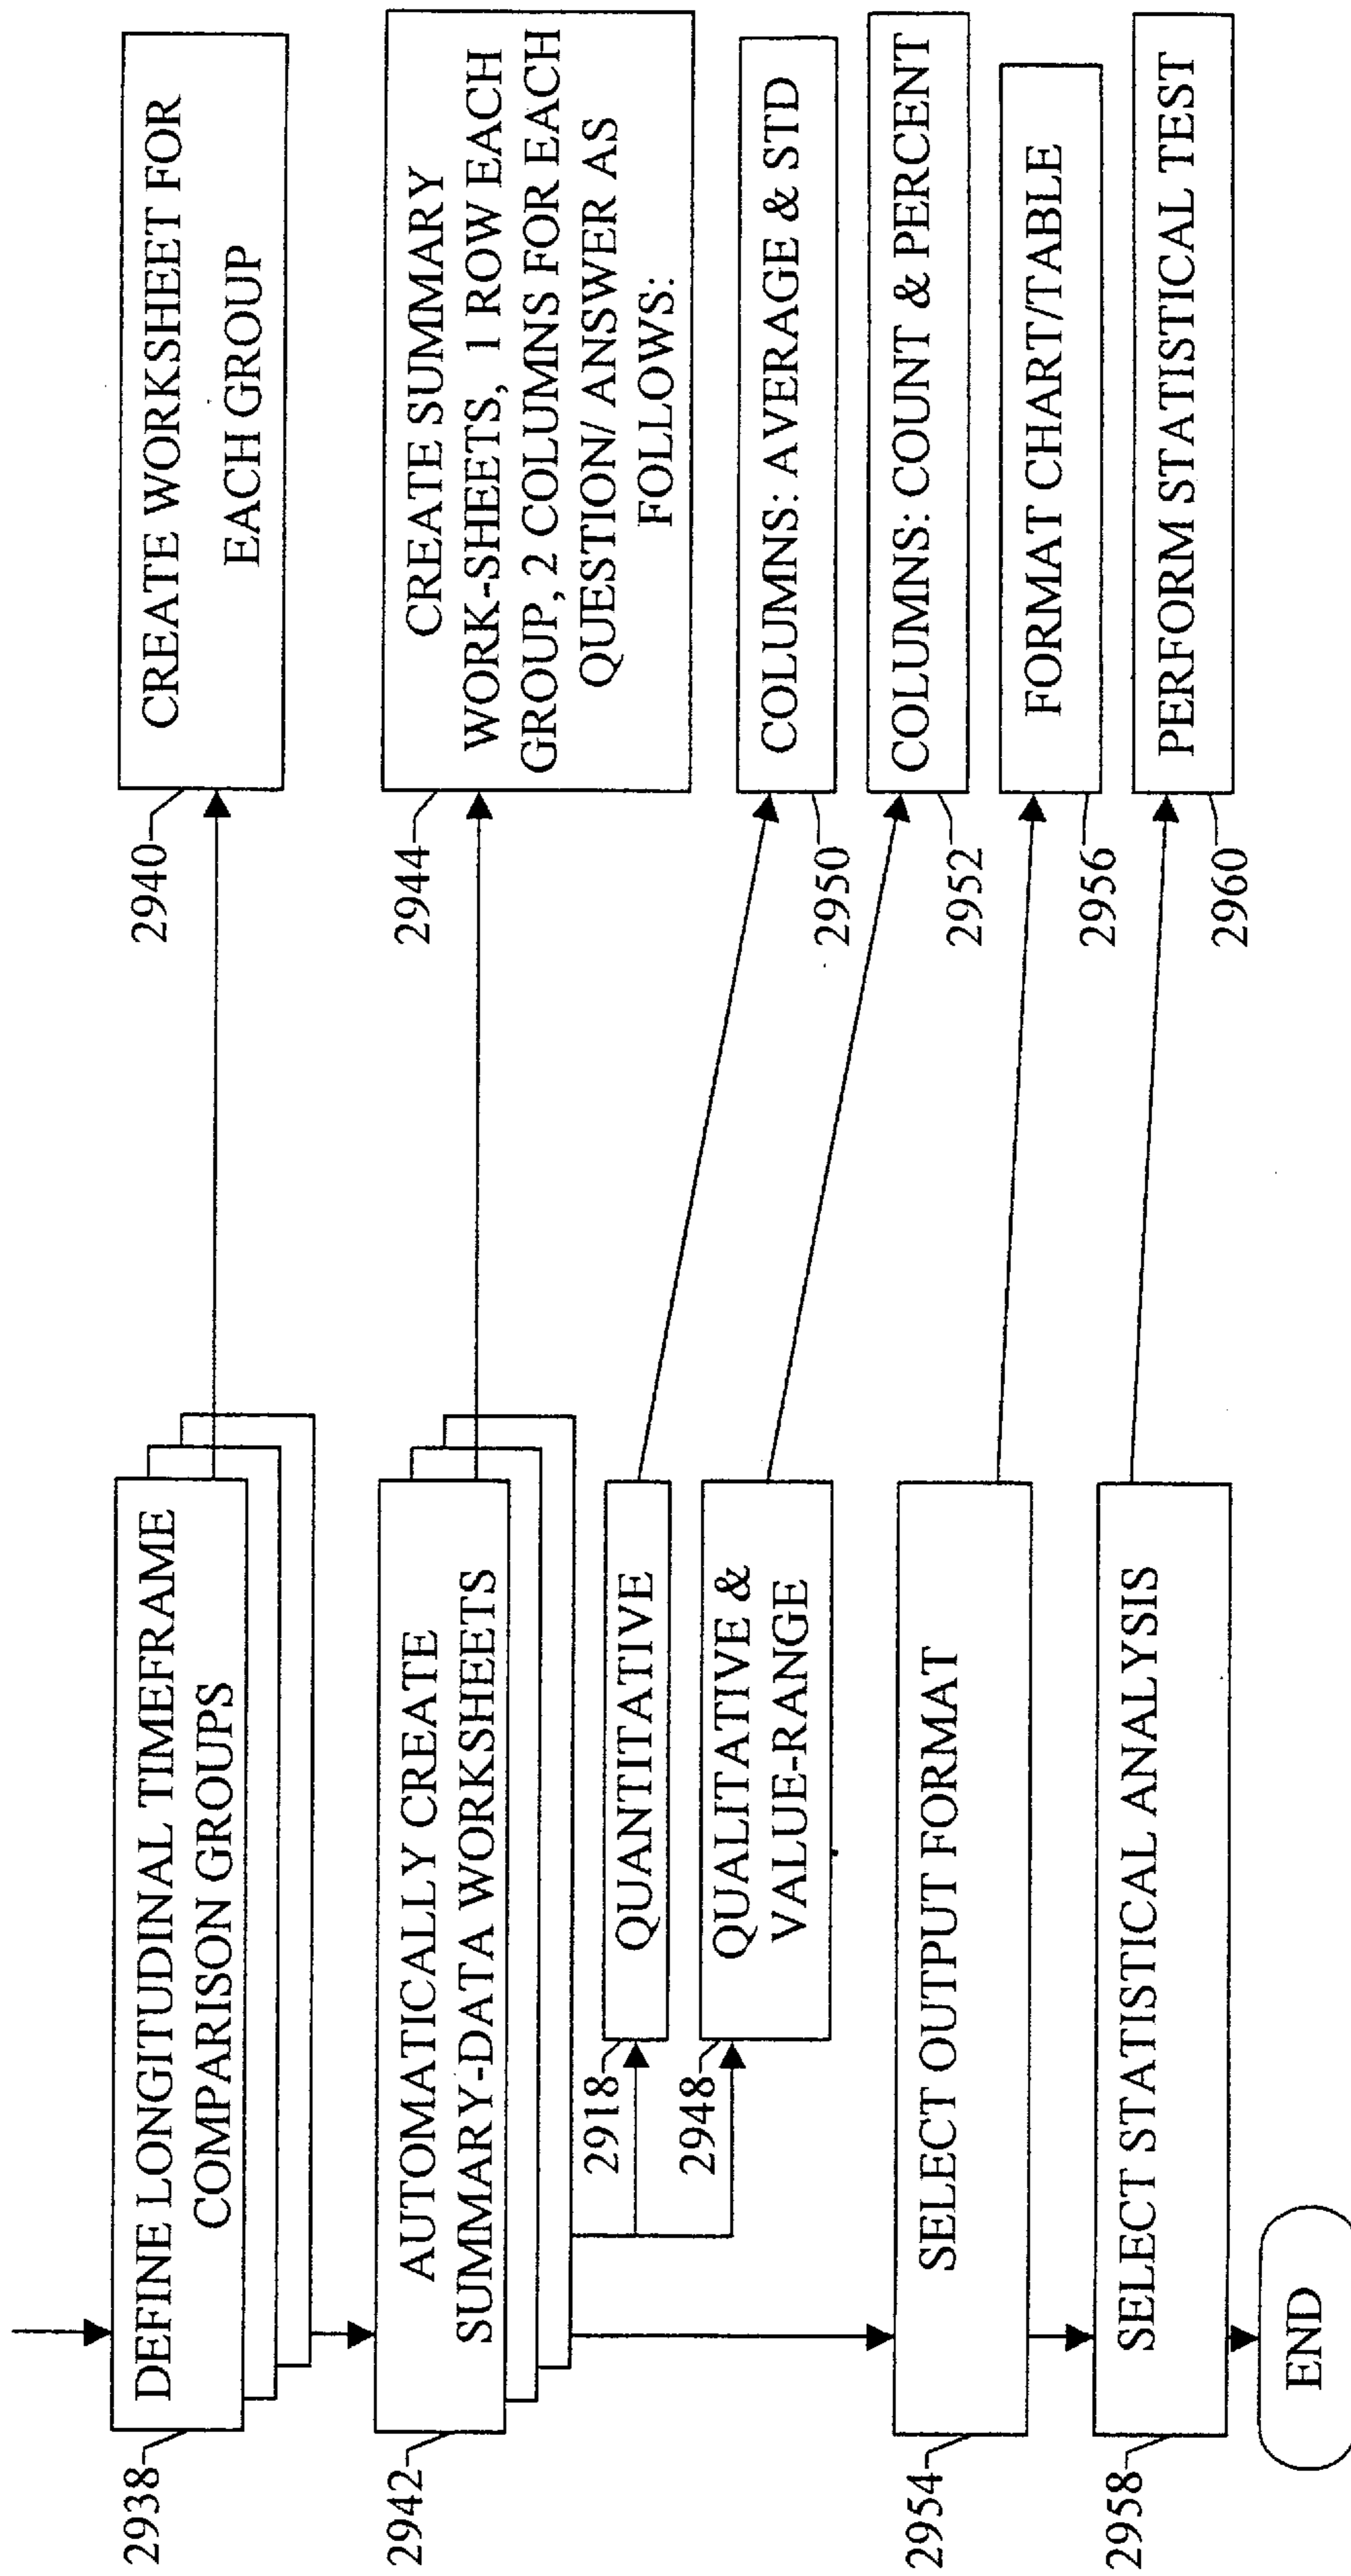 2938
DEFINE LONGITUDINAL TIMEFRAME
COMPARISON GROUPS
2940
CREATE WORKSHEET FOR
EACH GROUP
2942
AUTOMATICALLY CREATE
SUMMARY-DATA WORKSHEETS
2944
CREATE SUMMARY
WORK-SHEETS, 1 ROW EACH
GROUP, 2 COLUMNS FOR EACH
QUESTION/ ANSWER AS
FOLLOWS:
2918
QUANTITATIVE
2950
COLUMNS: AVERAGE & STD
2948
QUALITATIVE &
VALUE-RANGE
2952
COLUMNS: COUNT & PERCENT
2954
SELECT OUTPUT FORMAT
2956
FORMAT CHART/TABLE
2958
SELECT STATISTICAL ANALYSIS
2960
PERFORM STATISTICAL TEST
END